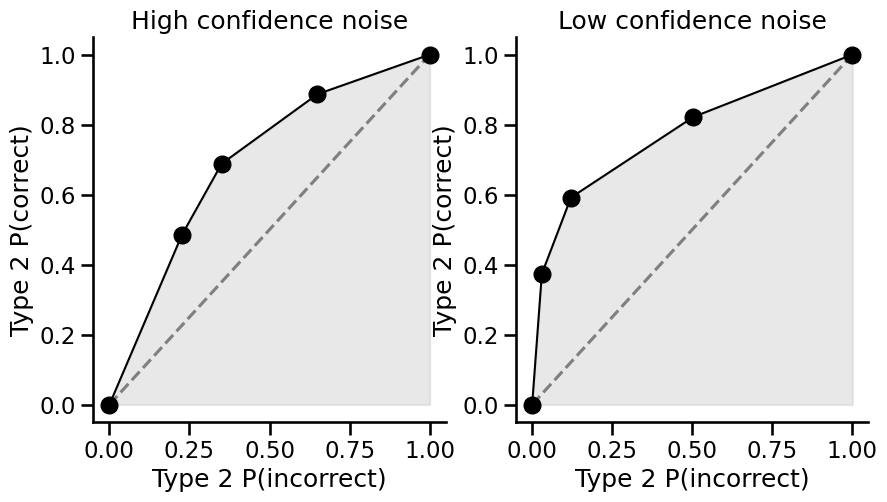 High confidence noise
1.0
0.8
0.6
0.4
0.2
0.0
Type 2 P(correct)
0.00 0.25 0.50 0.75 1.00
Type 2 P(incorrect)
Low confidence noise
1.0
0.8
0.6
0.4
0.2
0.0
Type 2 P(correct)
0.00 0.25 0.50 0.75 1.00
Type 2 P(incorrect)